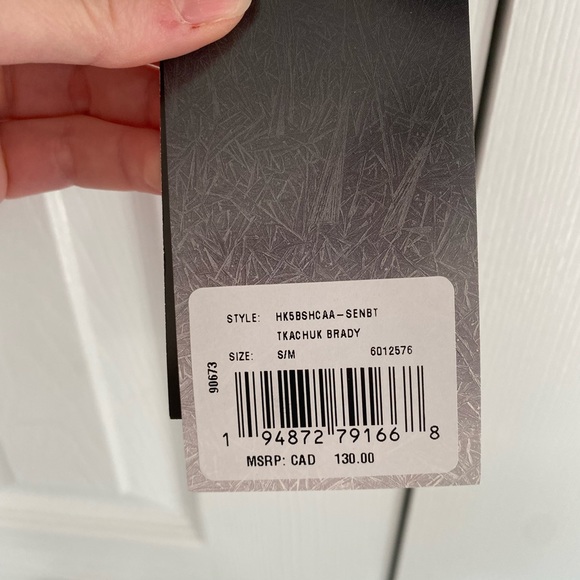 STYLE: HK5BSHCAA-SENBT
TKACHUK BRADY
SIZE: S/M 6012576
90673
1 94872 79166 8
MSRP: CAD 130.00